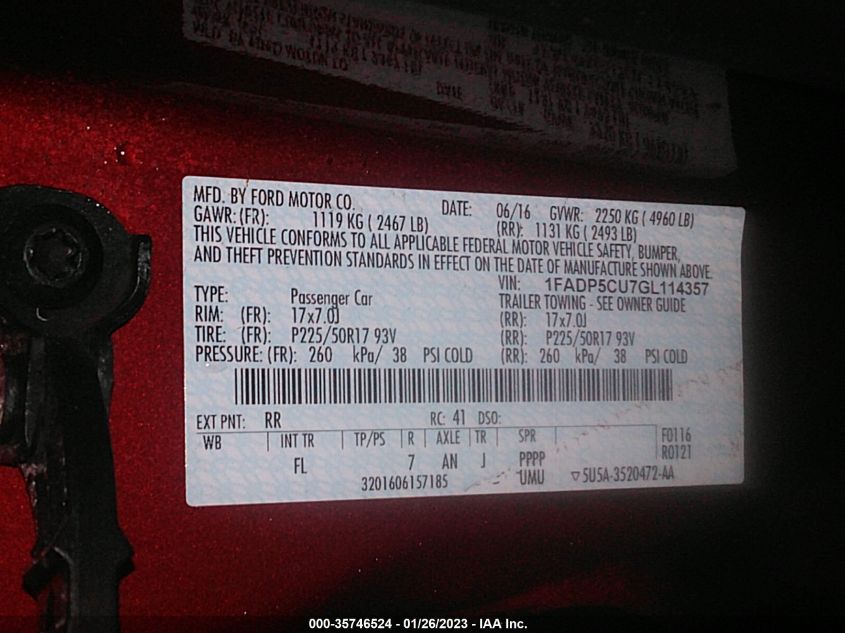 MFD. BY FORD MOTOR CO. DATE: 06/16 GVWR: 2250 KG ( 4960 LB)
GAWR: (FR): 1119 KG ( 2467 LB) (RR): 1131 KG ( 2493 LB)
THIS VEHICLE CONFORMS TO ALL APPLICABLE FEDERAL MOTOR VEHICLE SAFETY, BUMPER,
AND THEFT PREVENTION STANDARDS IN EFFECT ON THE DATE OF MANUFACTURE SHOWN ABOVE.
VIN: 1FADP5CU7GL114357
TYPE: Passenger Car TRAILER TOWING - SEE OWNER GUIDE
RIM: (FR): 17x7.0J (RR): 17x7.0J
TIRE: (FR): P225/50R17 93V (RR): P225/50R17 93V
PRESSURE: (FR): 260 kPa/ 38 PSI COLD (RR): 260 kPa/ 38 PSI COLD
EXT PNT: RR RC: 41 DSO:
WB INT TR TP/PS R AXLE TR SPR F0116
R0121
FL 7 AN J PPPP
3201606157185 UMU ▽5U5A-3520472-AA
000-35746524 - 01/26/2023 - IAA Inc.